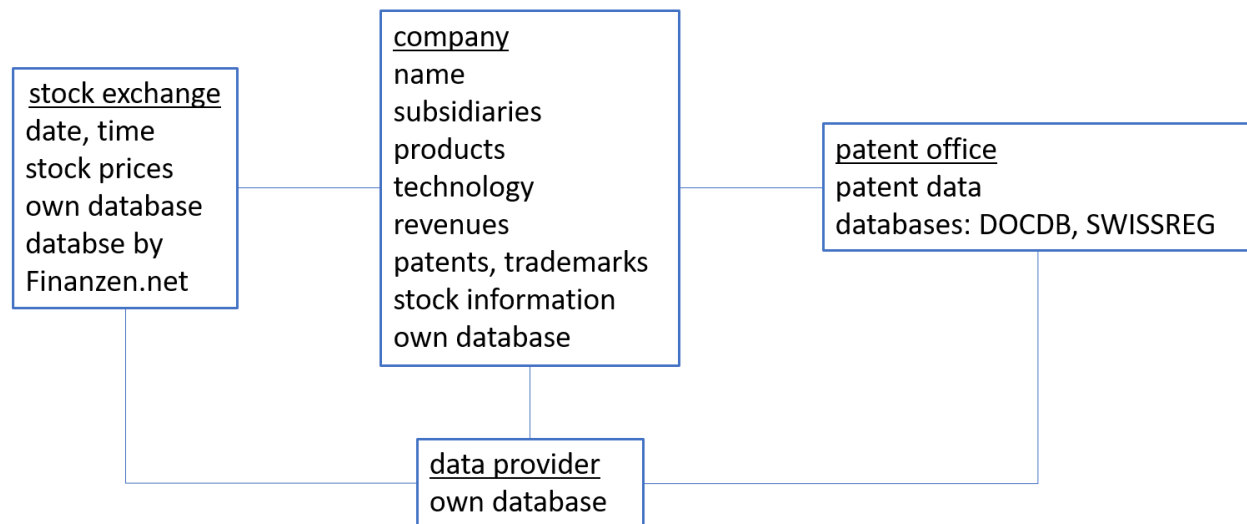 stock exchange
date, time
stock prices
own database
databse by
Finanzen.net
company
name
subsidiaries
products
technology
revenues
patents, trademarks
stock information
own database
patent office
patent data
databases: DOCDB, SWISSREG
data provider
own database